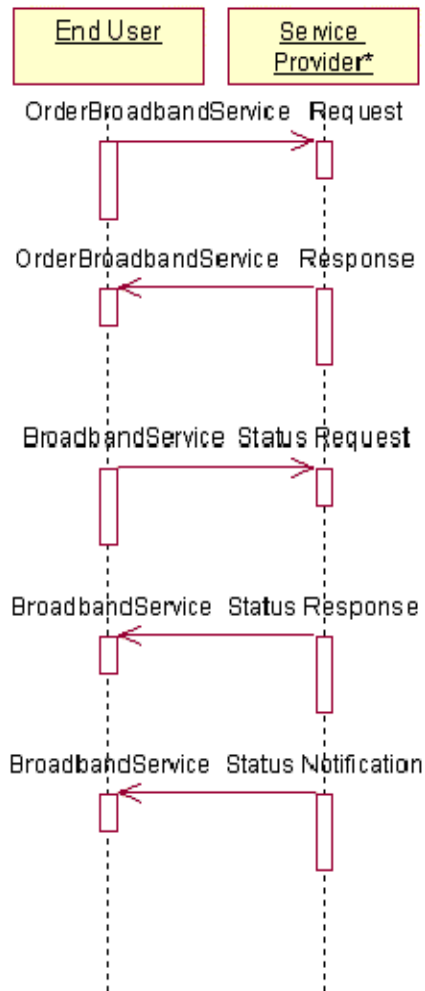 End User
Service
Provider*
OrderBroadbandService Request
OrderBroadbandService Response
BroadbandService Status Request
BroadbandService Status Response
BroadbandService Status Notification